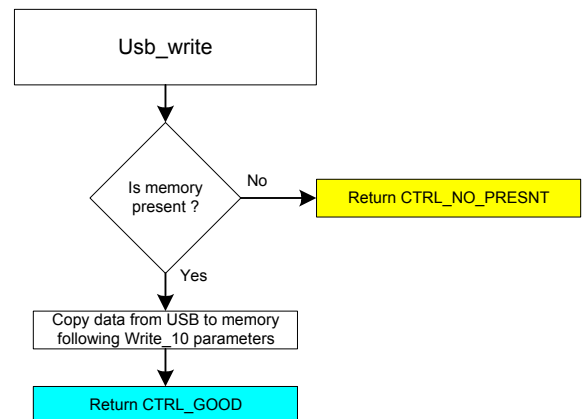 Usb_write
Is memory
present ?
No
Return CTRL_NO_PRESNT
Yes
Copy data from USB to memory
following Write_10 parameters
Return CTRL_GOOD